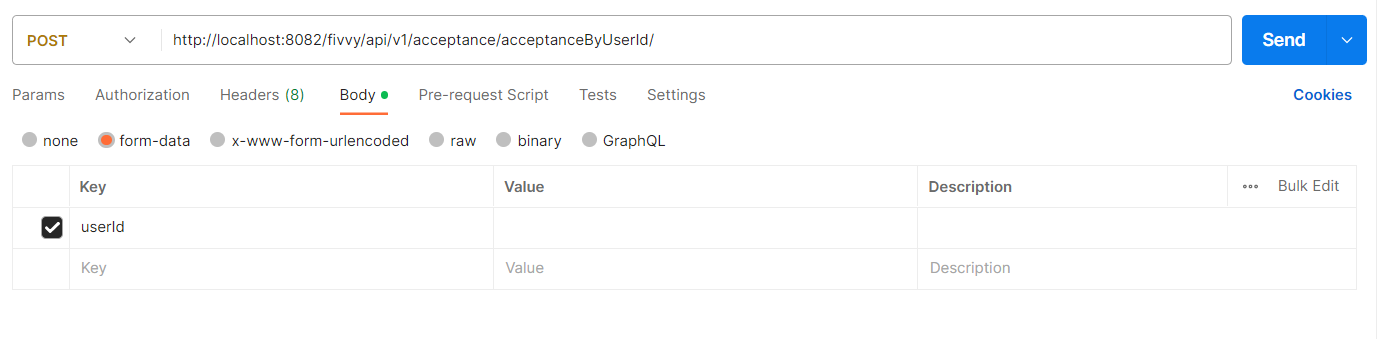 POST http://localhost:8082/fivvy/api/v1/acceptance/acceptanceByUserId/ Send
Params Authorization Headers (8) Body Pre-request Script Tests Settings Cookies
none form-data x-www-form-urlencoded raw binary GraphQL
Key Value Description Bulk Edit
userId
Key Value Description